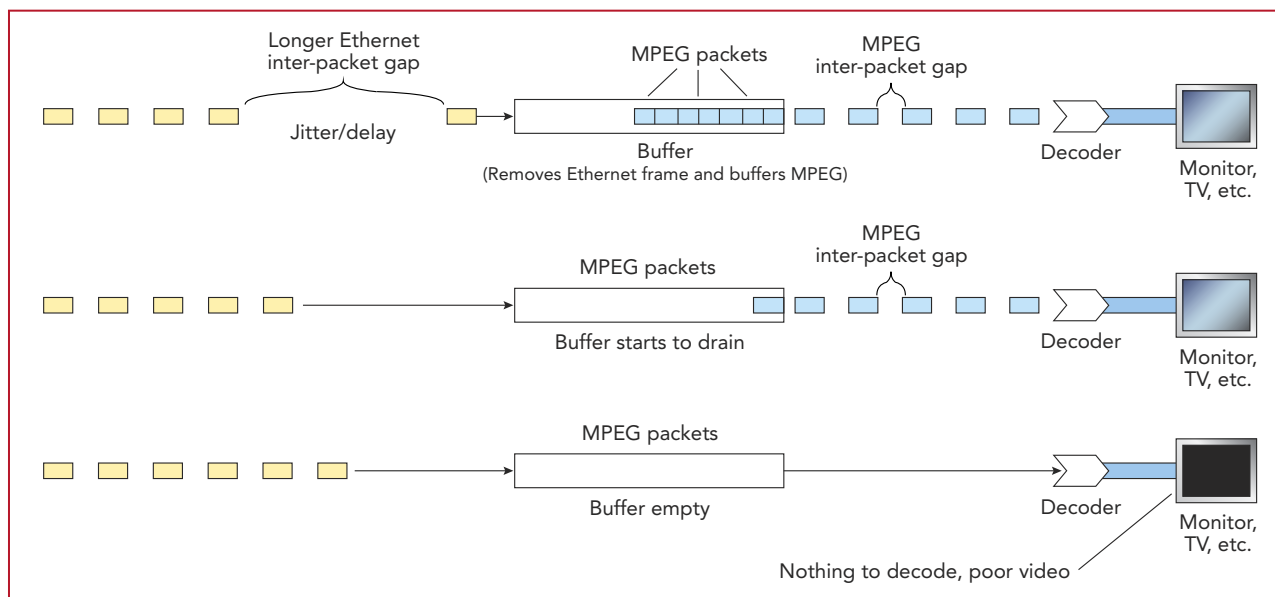 Longer Ethernet
inter-packet gap
Jitter/delay
MPEG packets
Buffer
(Removes Ethernet frame and buffers MPEG)
MPEG
inter-packet gap
Decoder
Monitor,
TV, etc.
MPEG packets
Buffer starts to drain
MPEG
inter-packet gap
Decoder
Monitor,
TV, etc.
MPEG packets
Buffer empty
Decoder
Monitor,
TV, etc.
Nothing to decode, poor video